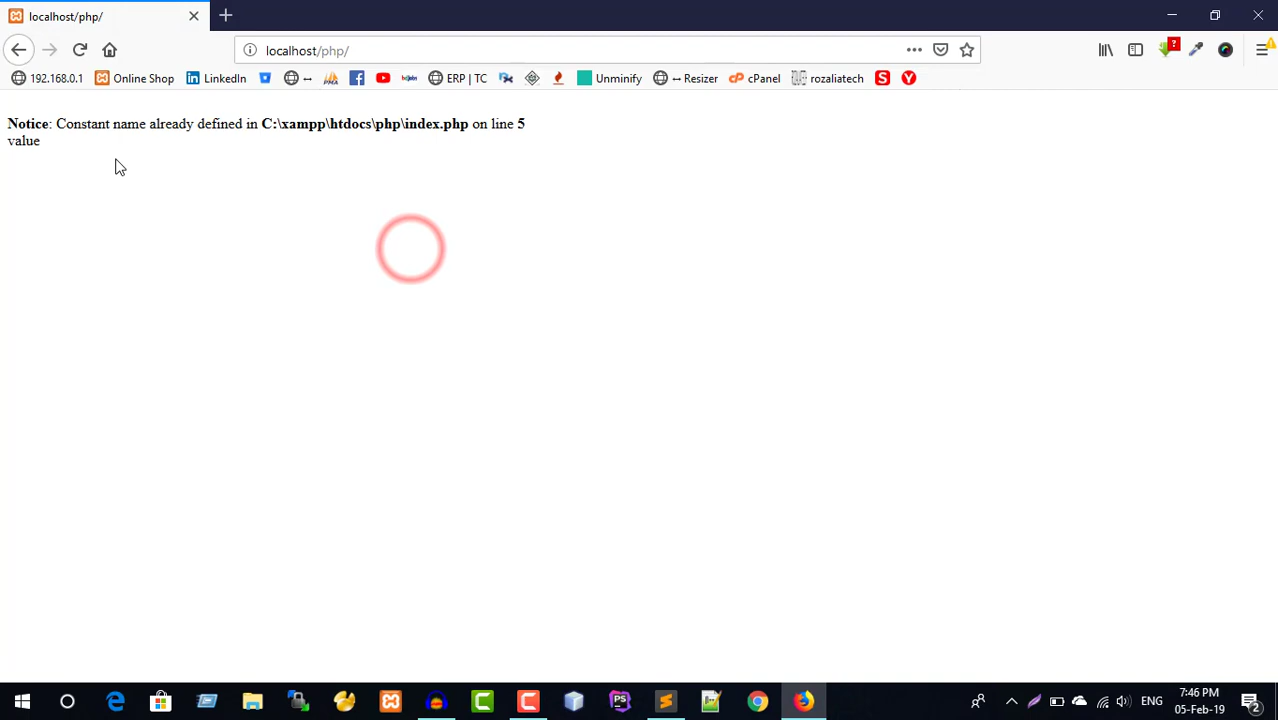 localhost/php/
localhost/php/
192.168.0.1
Online Shop
LinkedIn
ERP | TC
Unminify
Resizer
cPanel
rozaliatech
Notice: Constant name already defined in C:\xampp\htdocs\php\index.php on line 5
value
ENG
7:46 PM
05-Feb-19
2